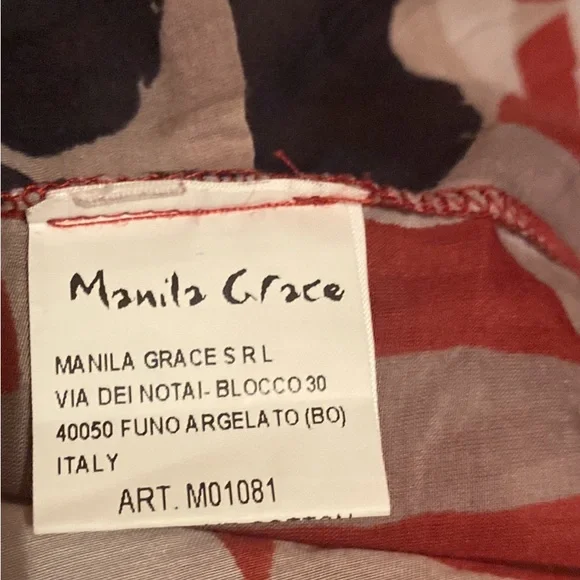 Manila Grace
MANILA GRACE S R L
VIA DEI NOTAI- BLOCCO 30
40050 FUNO ARGELATO (BO)
ITALY
ART. M01081